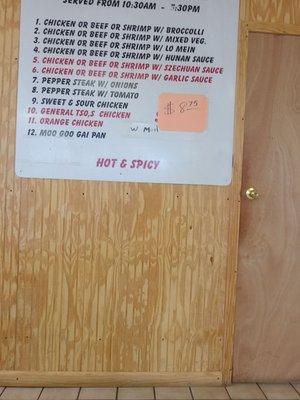 SERVED FROM 10:30AM - 3:30PM
1. CHICKEN OR BEEF OR SHRIMP W/ BROCCOLLI
2. CHICKEN OR BEEF OR SHRIMP W/ MIXED VEG.
3. CHICKEN OR BEEF OR SHRIMP W/ LO MEIN
4. CHICKEN OR BEEF OR SHRIMP W/ HUNAN SAUCE
5. CHICKEN OR BEEF OR SHRIMP W/ SZECHUAN SAUCE
6. CHICKEN OR BEEF OR SHRIMP W/ GARLIC SAUCE
7. PEPPER STEAK W/ ONIONS
8. PEPPER STEAK W/ TOMATO
9. SWEET & SOUR CHICKEN
10. GENERAL TSO,S CHICKEN
11. ORANGE CHICKEN
12. MOO GOO GAI PAN
$ 8.75
HOT & SPICY